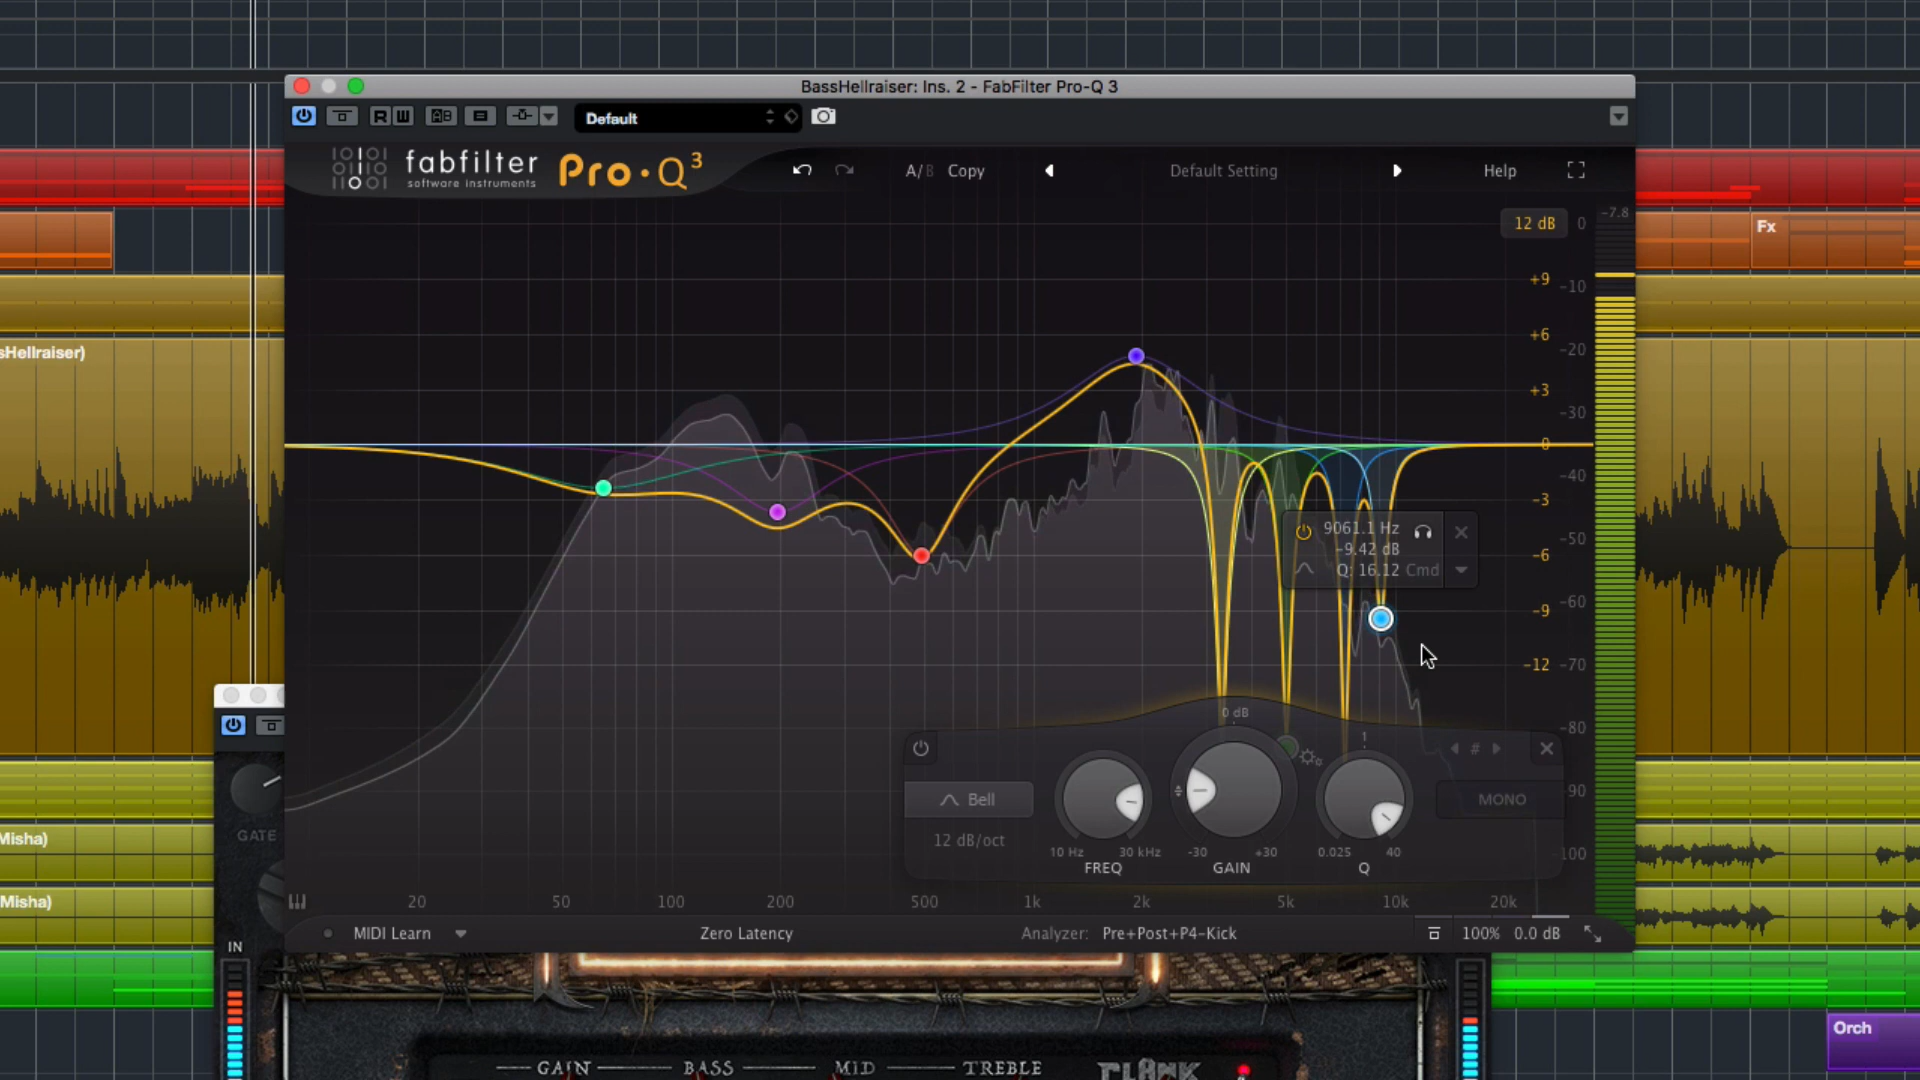 BassHellraiser: Ins. 2 - FabFilter Pro-Q 3
R W
AB
Default
fabfilter
software instruments
Pro·Q3
A/B Copy
Default Setting
Help
12 dB 0 -7.8
Fx
+9 -10
+6 -20
sHellraiser)
+3 -30
0 -40
-3 -50
9061.1 Hz
-9.42 dB
Q: 16.12 Cmd
-6 -60
-9
-12 -70
-80
0 dB
1
#
Bell
MONO
90
12 dB/oct
10 Hz 30 kHz
FREQ
-30 +30
GAIN
0.025 40
Q
100
GATE
Misha)
Misha)
20 50 100 200 500 1k 2k 5k 10k 20k
MIDI Learn
Zero Latency
Analyzer: Pre+Post+P4-Kick
100% 0.0 dB
IN
Orch
GAIN BASS MID TREBLE